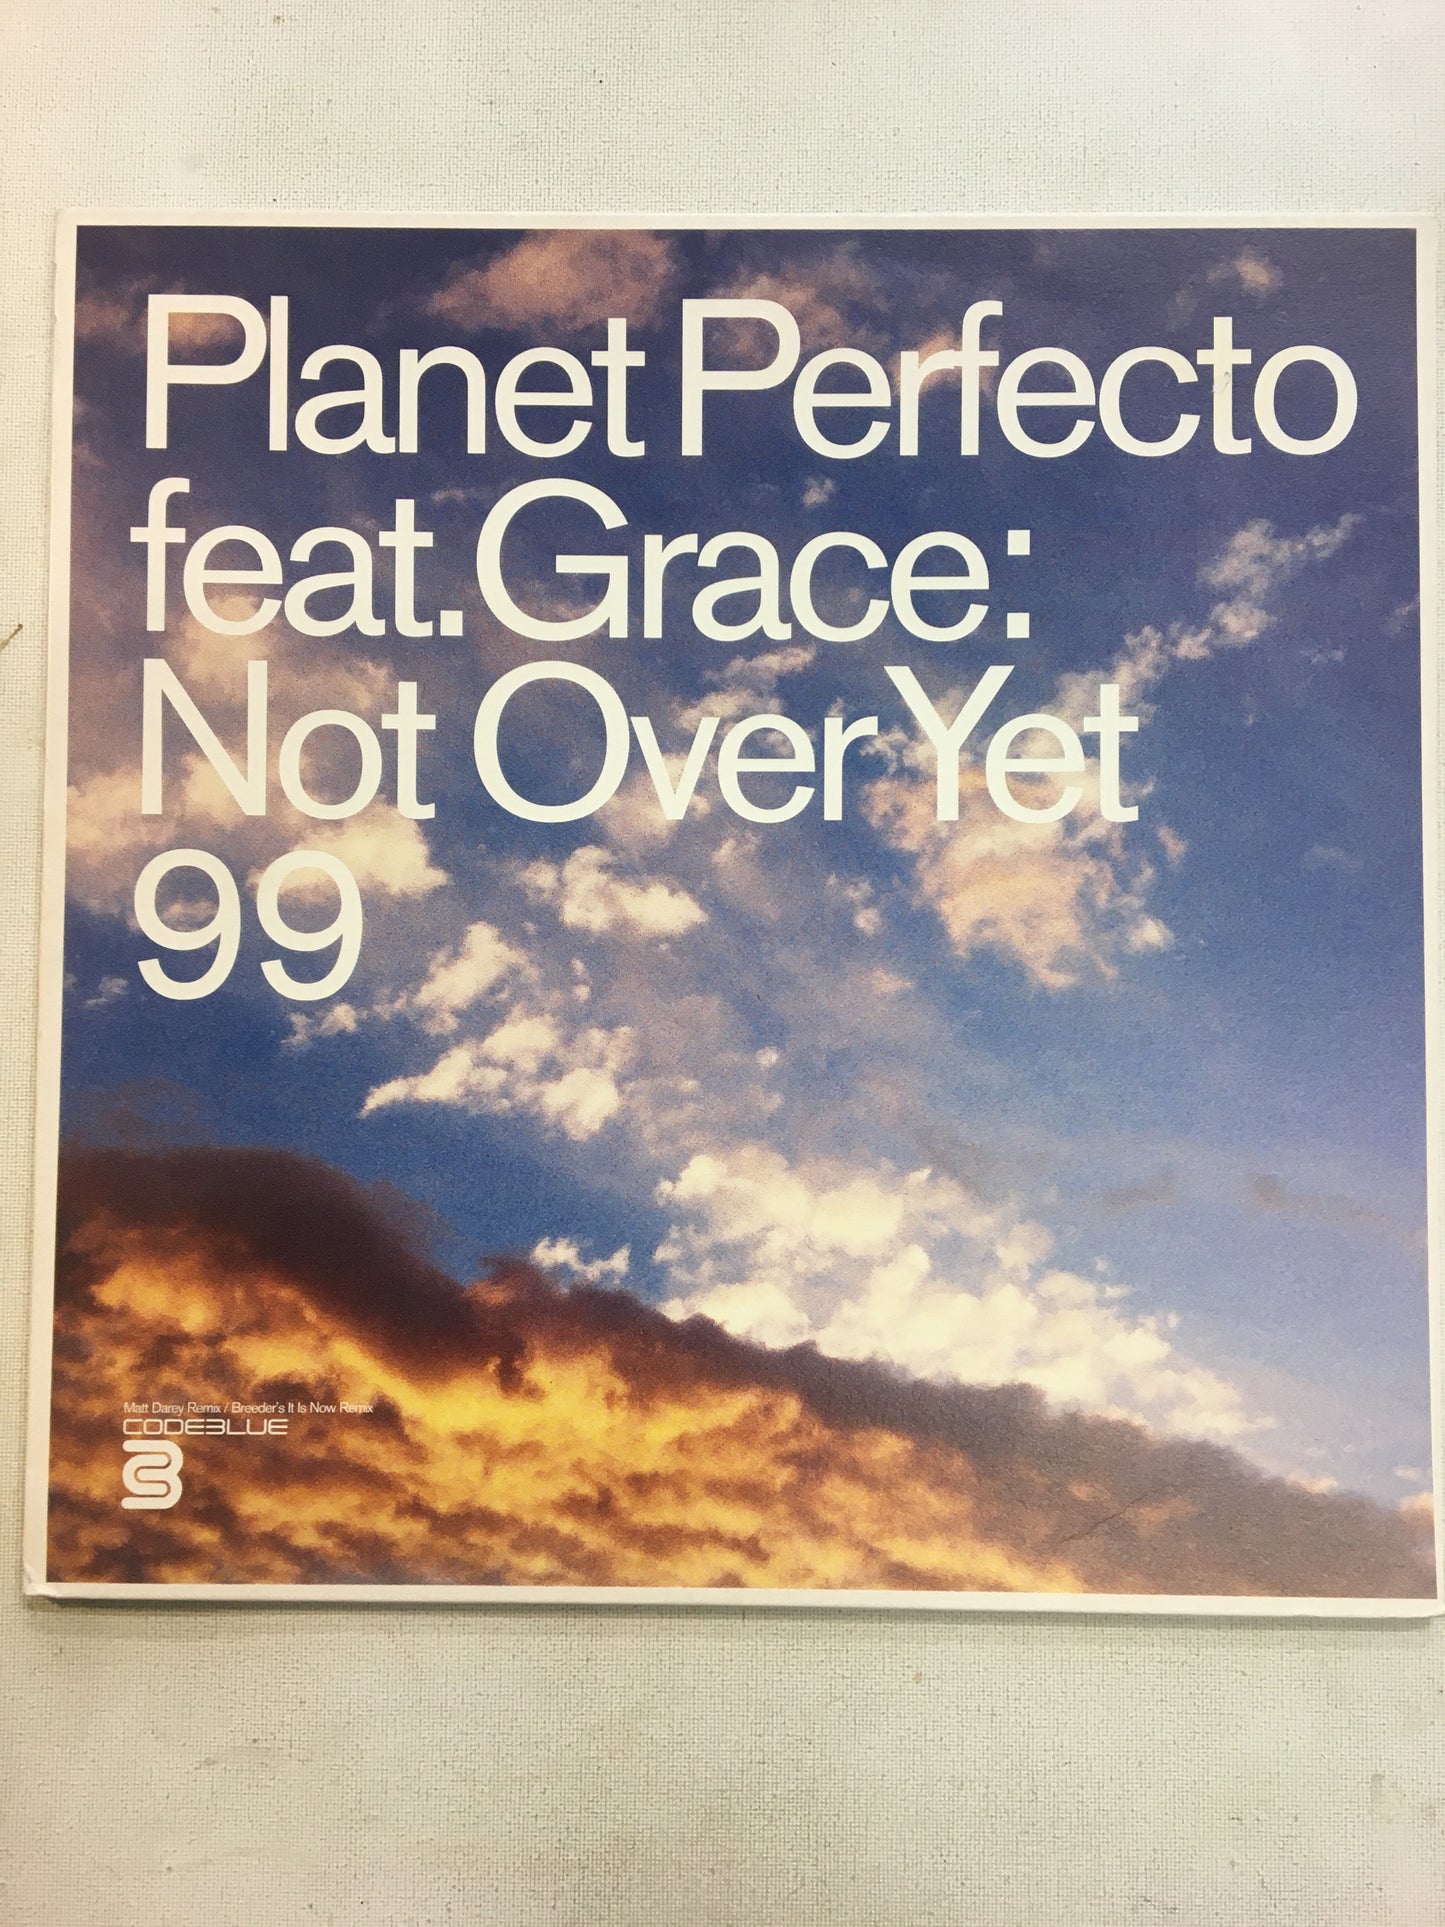 Planet Perfecto
feat. Grace:
Not Over Yet
99
Matt Darey Remix / Breeder's It Is Now Remix
CODEBLUE